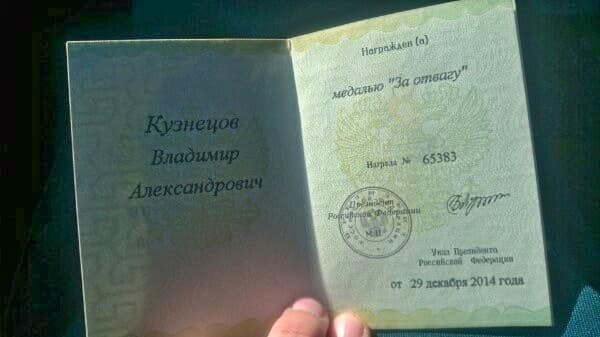 Кузнецов
Владимир
Александрович
Награжден (а)
медалью "За отвагу"
Награда № 65383
Президент
Российской Федерации
М.П.
Указ Президента
Российской Федерации
от 29 декабря 2014 года